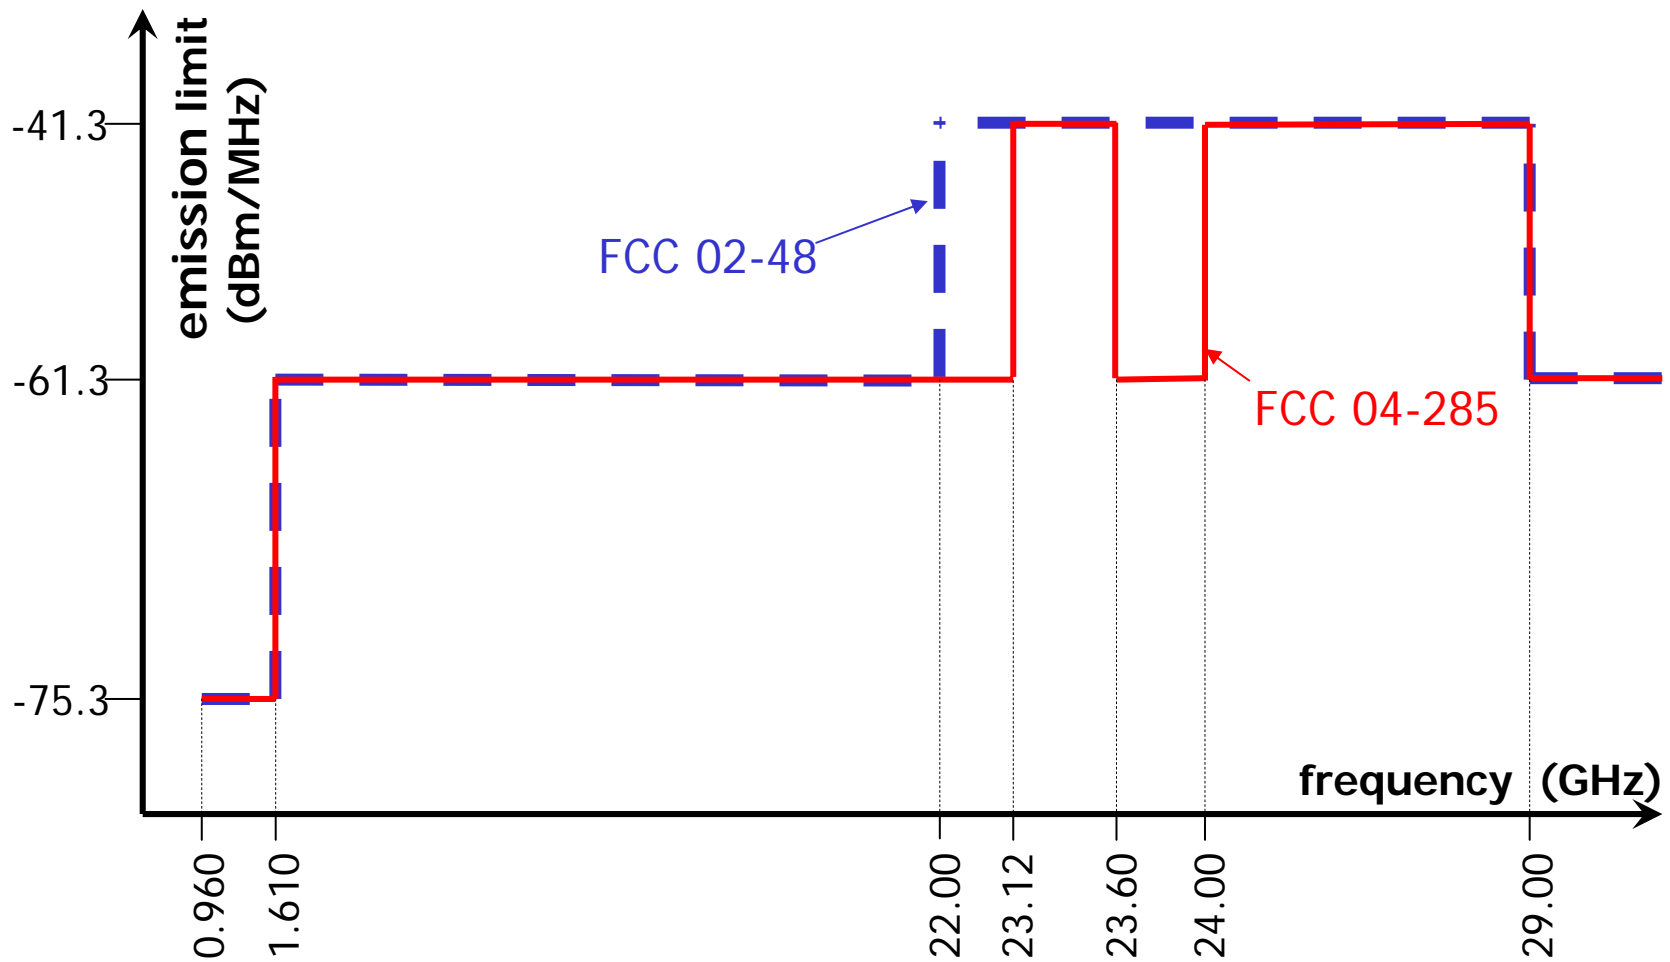 emission limit
(dBm/MHz)
-41.3
-61.3
-75.3
FCC 02-48
FCC 04-285
frequency (GHz)
0.960
1.610
22.00
23.12
23.60
24.00
29.00